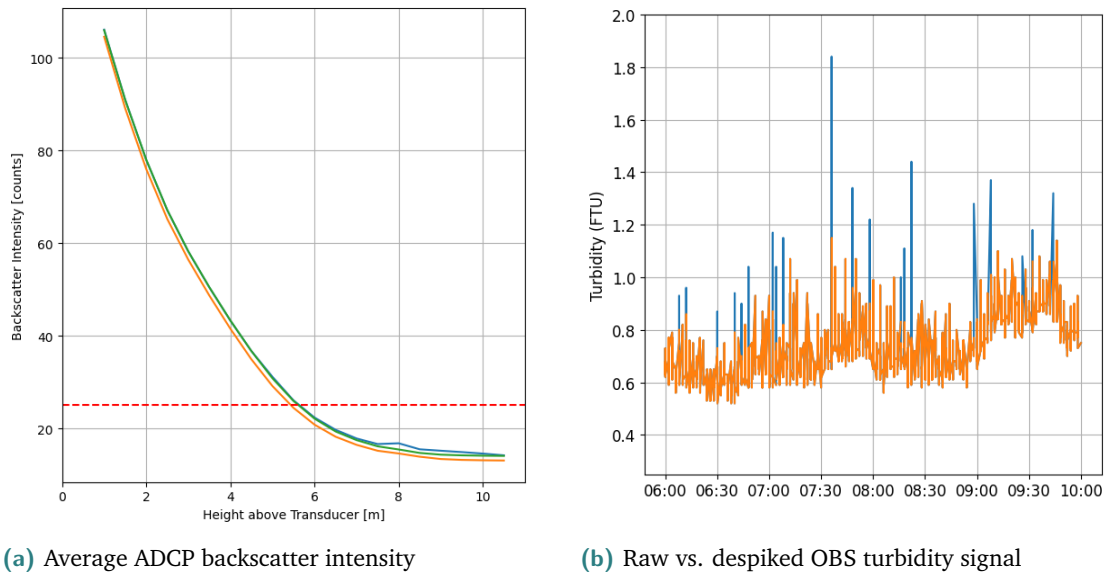 Backscatter Intensity [counts]
100
80
60
40
20
0 2 4 6 8 10
Height above Transducer [m]
(a) Average ADCP backscatter intensity
Turbidity (FTU)
2.0
1.8
1.6
1.4
1.2
1.0
0.8
0.6
0.4
06:00 06:30 07:00 07:30 08:00 08:30 09:00 09:30 10:00
(b) Raw vs. despiked OBS turbidity signal